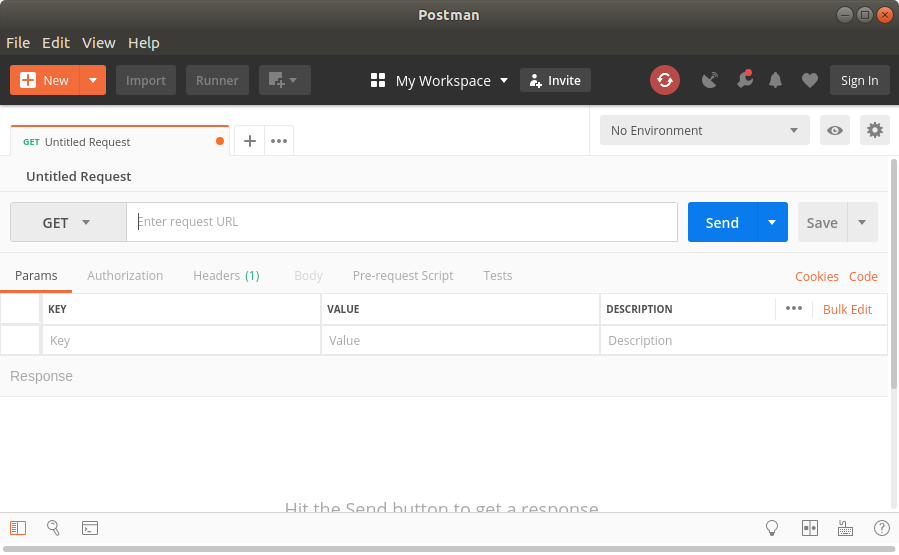 Postman
File Edit View Help
New Import Runner My Workspace Invite Sign In
GET Untitled Request No Environment
Untitled Request
GET Enter request URL Send Save
Params Authorization Headers (1) Body Pre-request Script Tests Cookies Code
KEY VALUE DESCRIPTION Bulk Edit
Key Value Description
Response
Hit the Send button to get a response